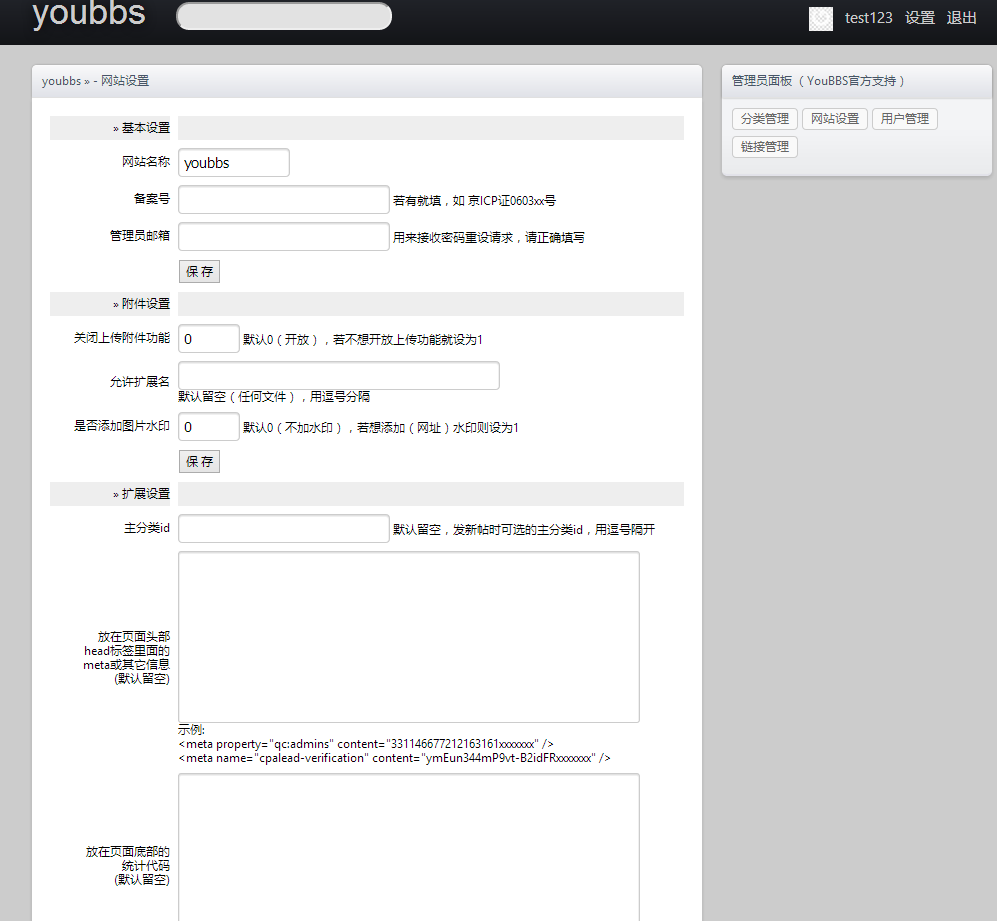 youbbs
test123 设置 退出
youbbs » - 网站设置
» 基本设置
网站名称 youbbs
备案号 若有就填，如 京ICP证0603xx号
管理员邮箱 用来接收密码重设请求，请正确填写
保 存
» 附件设置
关闭上传附件功能 0 默认0（开放），若不想开放上传功能就设为1
允许扩展名
默认留空（任何文件），用逗号分隔
是否添加图片水印 0 默认0（不加水印），若想添加（网址）水印则设为1
保 存
» 扩展设置
主分类id 默认留空，发新帖时可选的主分类id，用逗号隔开
放在页面头部
head标签里面的
meta或其它信息
(默认留空)
示例:
<meta property="qc:admins" content="331146677212163161xxxxxxx" />
<meta name="cpalead-verification" content="ymEun344mP9vt-B2idFRxxxxxxx" />
放在页面底部的
统计代码
(默认留空)
管理员面板 （YouBBS官方支持）
分类管理 网站设置 用户管理
链接管理